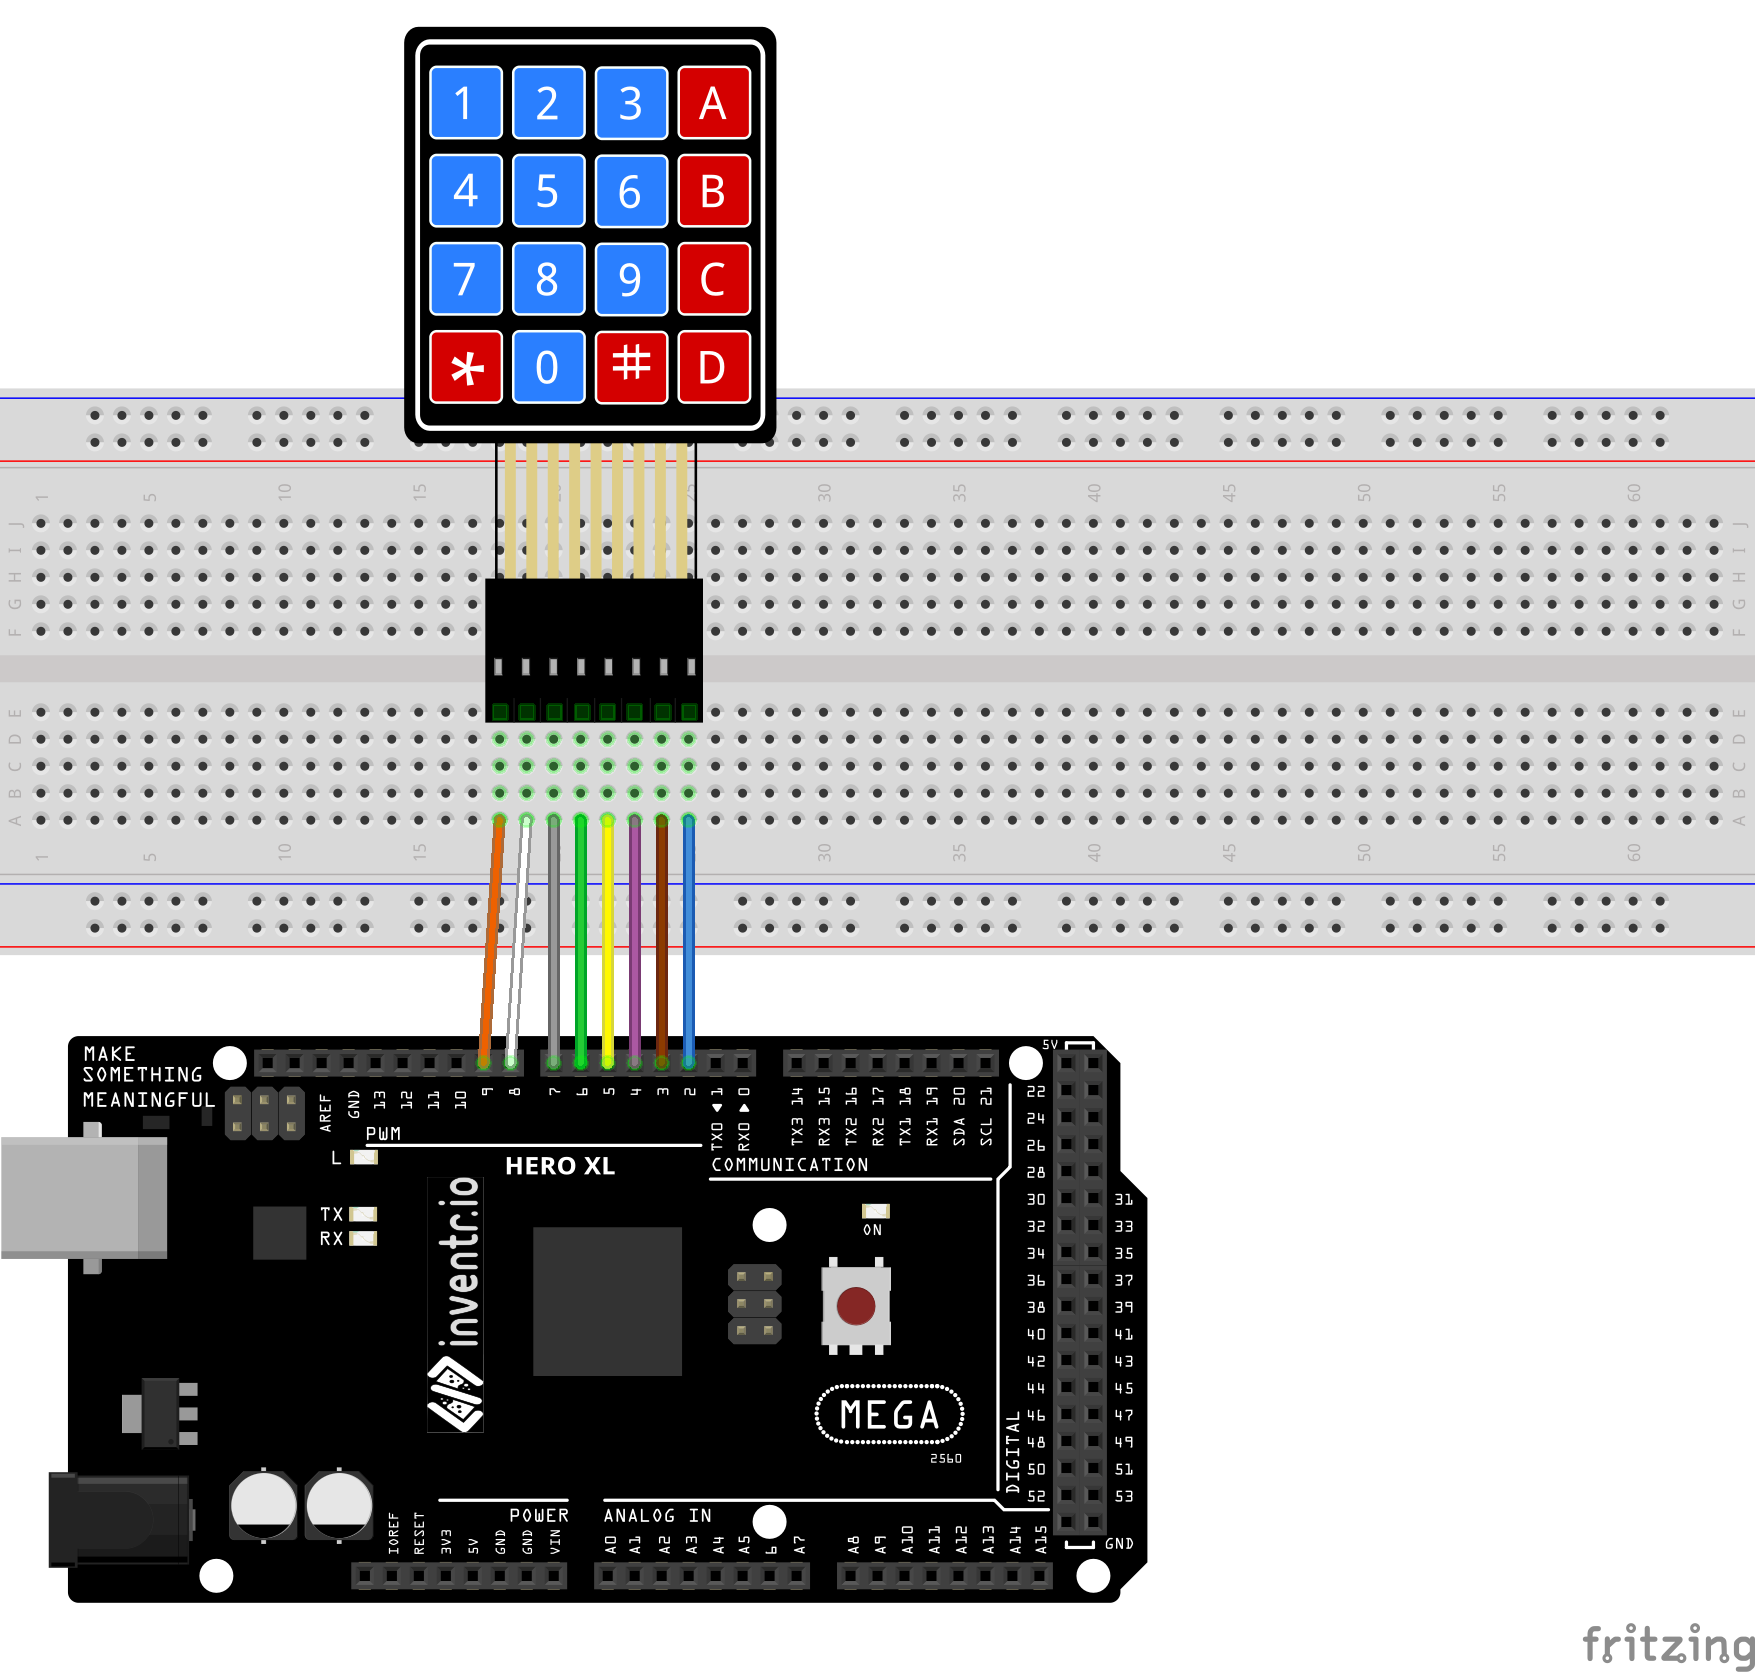 1 2 3 A
4 5 6 B
7 8 9 C
* 0 # D
1 5 10 15 25 30 35 40 45 50 55 60
J J
I I
H H
G G
F F
E E
D D
C C
B B
A A
1 5 10 15 30 35 40 45 50 55 60
MAKE
SOMETHING
MEANINGFUL
AREF GND 13 12 11 10 9 8 7 6 5 4 3 2 TX0 1 RX0 0
TX3 14 RX3 15 TX2 16 RX2 17 TX1 18 RX1 19 SDA 20 SCL 21
5V
PWM
COMMUNICATION
L
TX
RX
HERO XL
inventr.io
ON
MEGA
2560
22
24
26
28
30 31
32 33
34 35
36 37
38 39
40 41
42 43
44 45
46 47
48 49
50 51
52 53
GND
DIGITAL
POWER
ANALOG IN
IOREF RESET 3V3 5V GND GND VIN
A0 A1 A2 A3 A4 A5 6 A7
A8 A9 A10 A11 A12 A13 A14 A15
fritzing